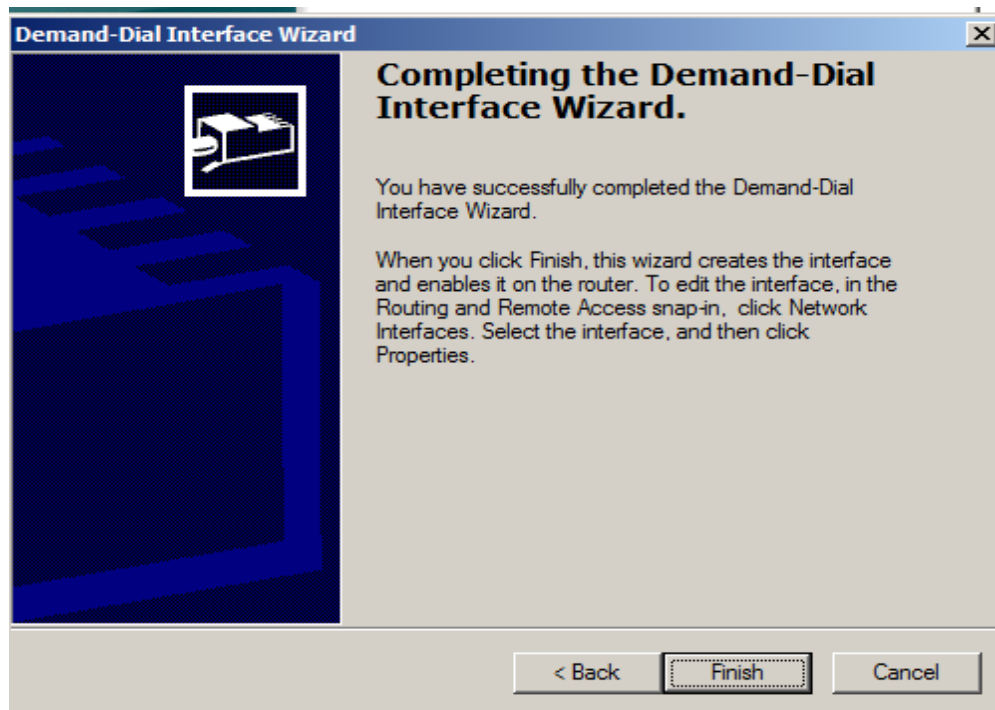 Demand-Dial Interface Wizard
Completing the Demand-Dial
Interface Wizard.
You have successfully completed the Demand-Dial
Interface Wizard.
When you click Finish, this wizard creates the interface
and enables it on the router. To edit the interface, in the
Routing and Remote Access snap-in, click Network
Interfaces. Select the interface, and then click
Properties.
< Back
Finish
Cancel